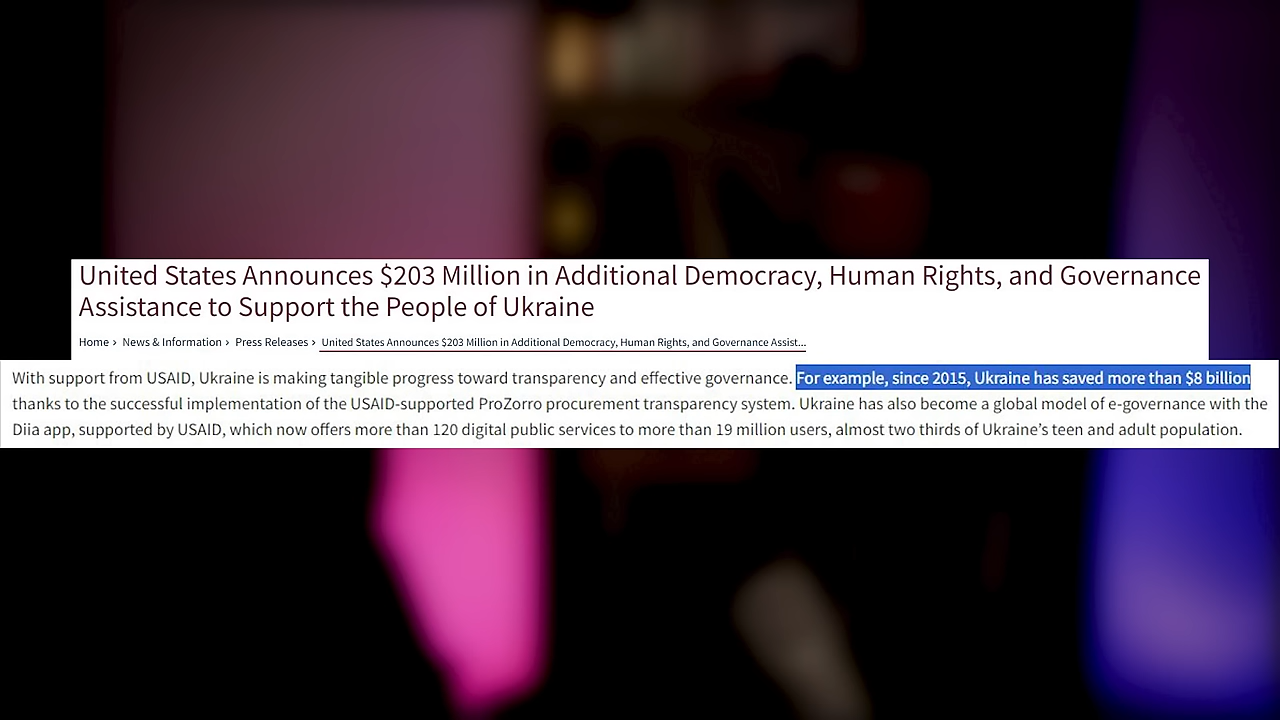 United States Announces $203 Million in Additional Democracy, Human Rights, and Governance
Assistance to Support the People of Ukraine
Home › News & Information › Press Releases › United States Announces $203 Million in Additional Democracy, Human Rights, and Governance Assist...
With support from USAID, Ukraine is making tangible progress toward transparency and effective governance. For example, since 2015, Ukraine has saved more than $8 billion
thanks to the successful implementation of the USAID-supported ProZorro procurement transparency system. Ukraine has also become a global model of e-governance with the
Diia app, supported by USAID, which now offers more than 120 digital public services to more than 19 million users, almost two thirds of Ukraine’s teen and adult population.